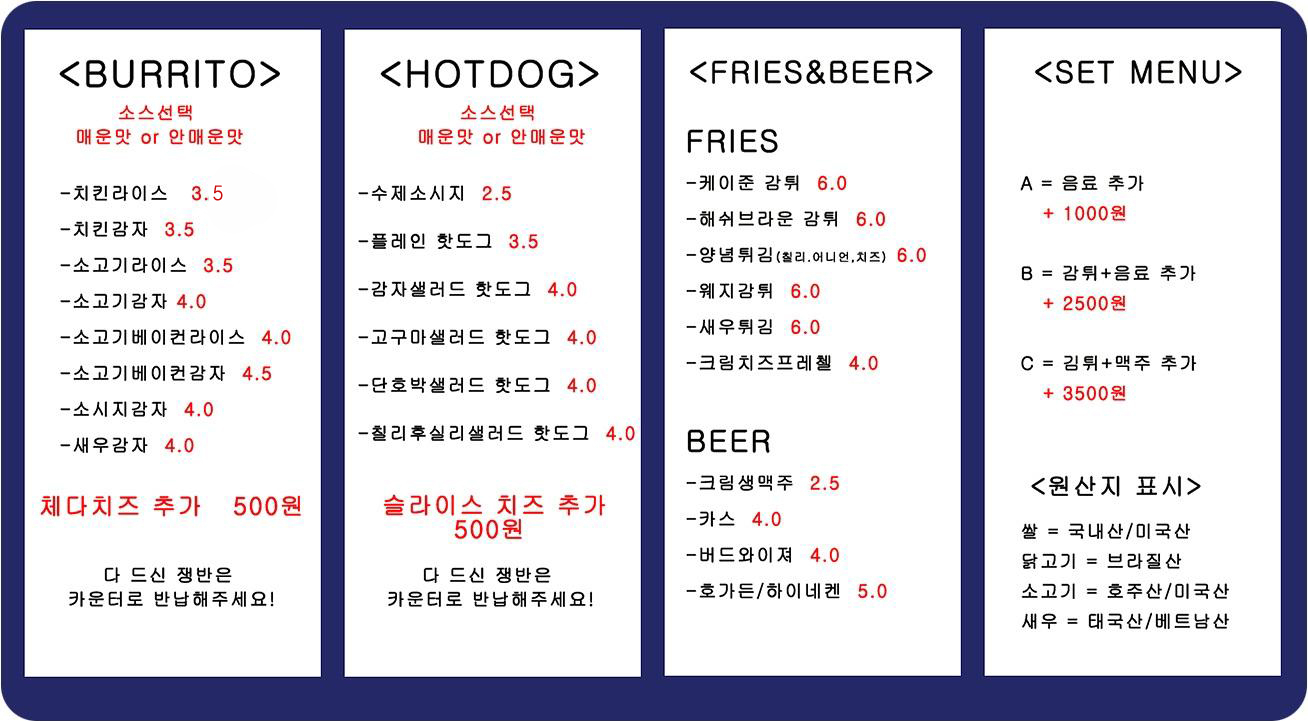 <BURRITO>
소스선택
매운맛 or 안매운맛
-치킨라이스 3.5
-치킨감자 3.5
-소고기라이스 3.5
-소고기감자 4.0
-소고기베이컨라이스 4.0
-소고기베이컨감자 4.5
-소시지감자 4.0
-새우감자 4.0
체다치즈 추가 500원
다 드신 쟁반은
카운터로 반납해주세요!
<HOTDOG>
소스선택
매운맛 or 안매운맛
-수제소시지 2.5
-플레인 핫도그 3.5
-감자샐러드 핫도그 4.0
-고구마샐러드 핫도그 4.0
-단호박샐러드 핫도그 4.0
-칠리후실리샐러드 핫도그 4.0
슬라이스 치즈 추가
500원
다 드신 쟁반은
카운터로 반납해주세요!
<FRIES&BEER>
FRIES
-케이준 감튀 6.0
-해쉬브라운 감튀 6.0
-양념튀김(칠리.어니언,치즈) 6.0
-웨지감튀 6.0
-새우튀김 6.0
-크림치즈프레첼 4.0
BEER
-크림생맥주 2.5
-카스 4.0
-버드와이져 4.0
-호가든/하이네켄 5.0
<SET MENU>
A = 음료 추가
+ 1000원
B = 감튀+음료 추가
+ 2500원
C = 김튀+맥주 추가
+ 3500원
<원산지 표시>
쌀 = 국내산/미국산
닭고기 = 브라질산
소고기 = 호주산/미국산
새우 = 태국산/베트남산